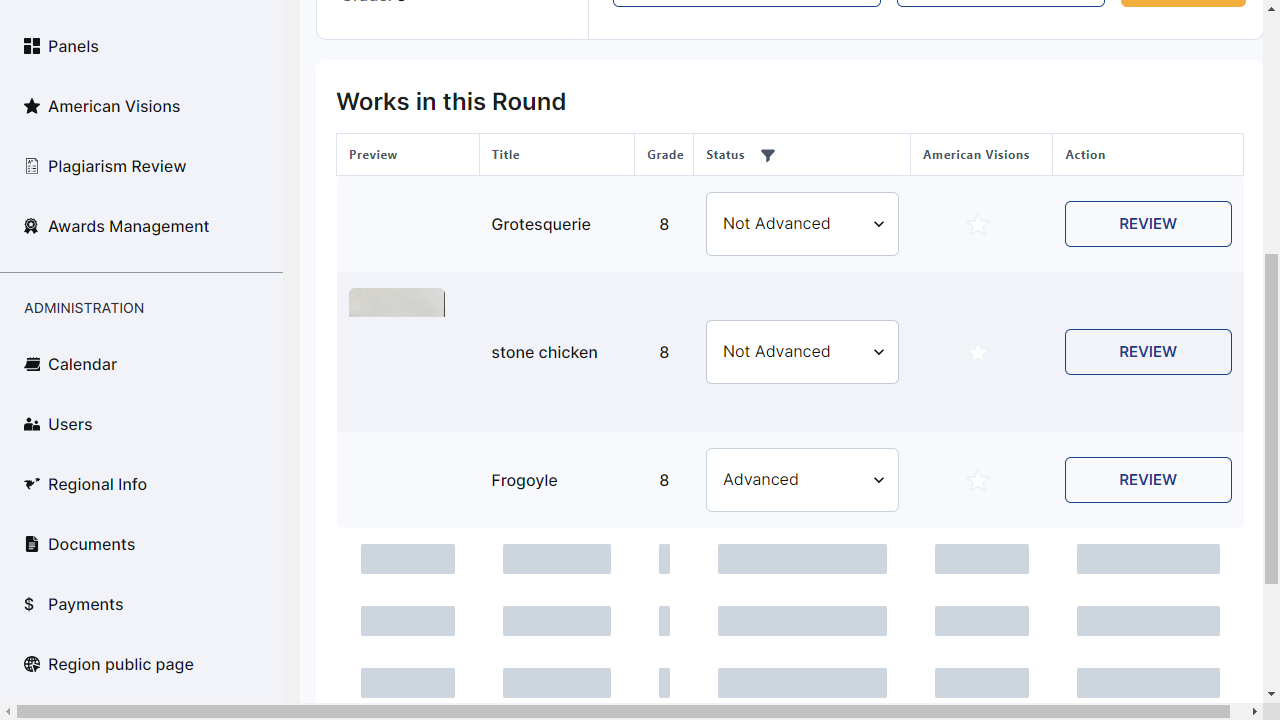 Panels
American Visions
Plagiarism Review
Awards Management
ADMINISTRATION
Calendar
Users
Regional Info
Documents
$ Payments
Region public page
Works in this Round
Preview Title Grade Status American Visions Action
Grotesquerie 8 Not Advanced REVIEW
stone chicken 8 Not Advanced REVIEW
Frogoyle 8 Advanced REVIEW